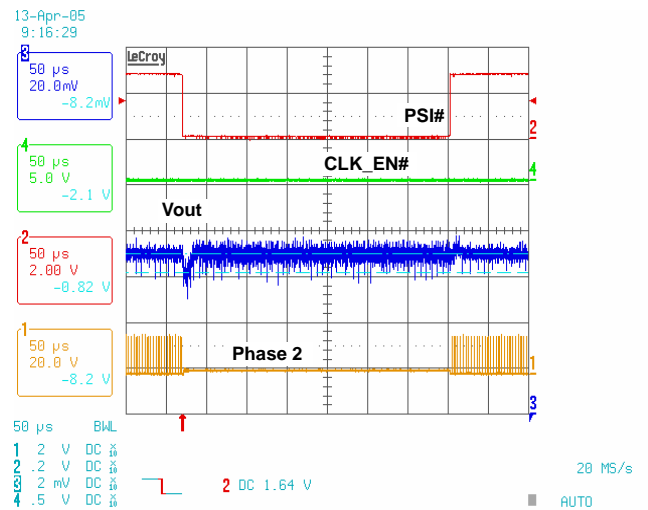 13-Apr-05
9:16:29
LeCroy
3
50 µs
20.0mV
-8.2mV
PSI#
2
4
50 µs
5.0 V
-2.1 V
CLK_EN#
4
Vout
2
50 µs
2.00 V
-0.82 V
1
50 µs
20.0 V
-8.2 V
Phase 2
1
3
50 µs BWL
1 2 V DC X10
2 .2 V DC X10
3 2 mV DC X10
4 .5 V DC X10
2 DC 1.64 V
20 MS/s
AUTO